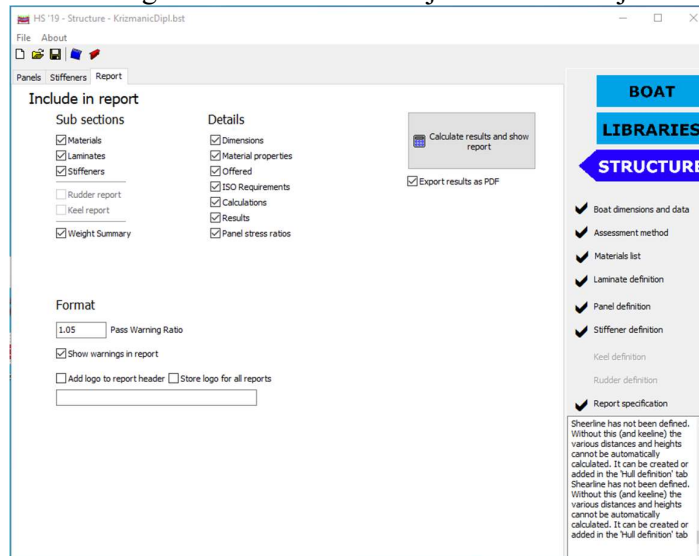 HS '19 - Structure - KrizmanicDipl.bst
File About
Panels Stiffeners Report
Include in report
Sub sections
Materials
Laminates
Stiffeners
Rudder report
Keel report
Weight Summary
Details
Dimensions
Material properties
Offered
ISO Requirements
Calculations
Results
Panel stress ratios
Calculate results and show
report
Export results as PDF
Format
1.05 Pass Warning Ratio
Show warnings in report
Add logo to report header Store logo for all reports
BOAT
LIBRARIES
STRUCTURE
Boat dimensions and data
Assessment method
Materials list
Laminate definition
Panel definition
Stiffener definition
Keel definition
Rudder definition
Report specification
Sheerline has not been defined.
Without this (and keeline) the
various distances and heights
cannot be automatically
calculated. It can be created or
added in the 'Hull definition' tab
Shearline has not been defined.
Without this (and keeline) the
various distances and heights
cannot be automatically
calculated. It can be created or
added in the 'Hull definition' tab